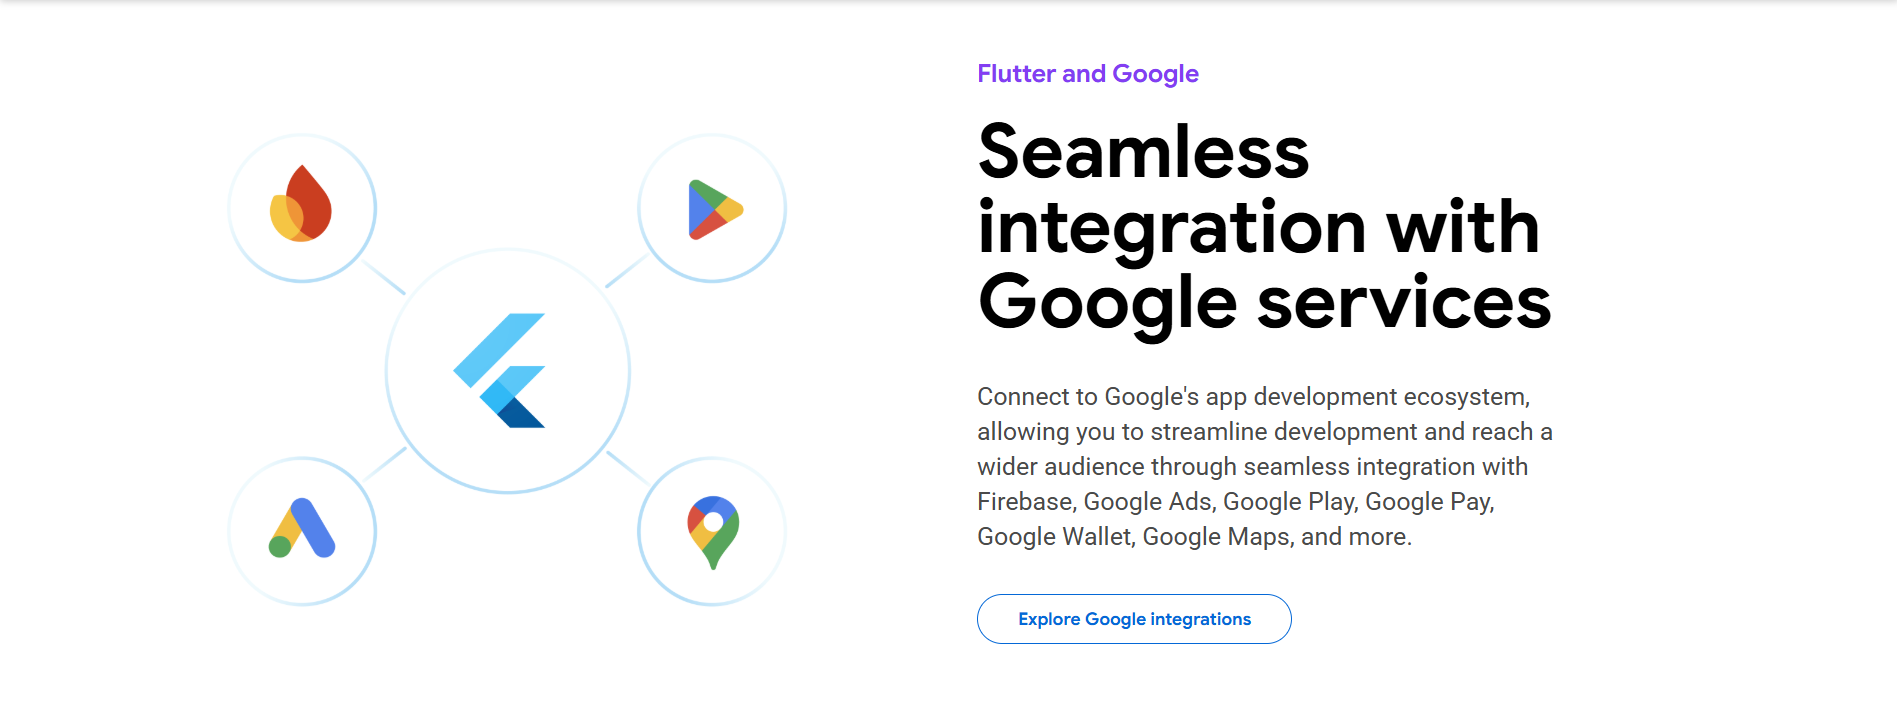 Flutter and Google
Seamless
integration with
Google services
Connect to Google's app development ecosystem,
allowing you to streamline development and reach a
wider audience through seamless integration with
Firebase, Google Ads, Google Play, Google Pay,
Google Wallet, Google Maps, and more.
Explore Google integrations